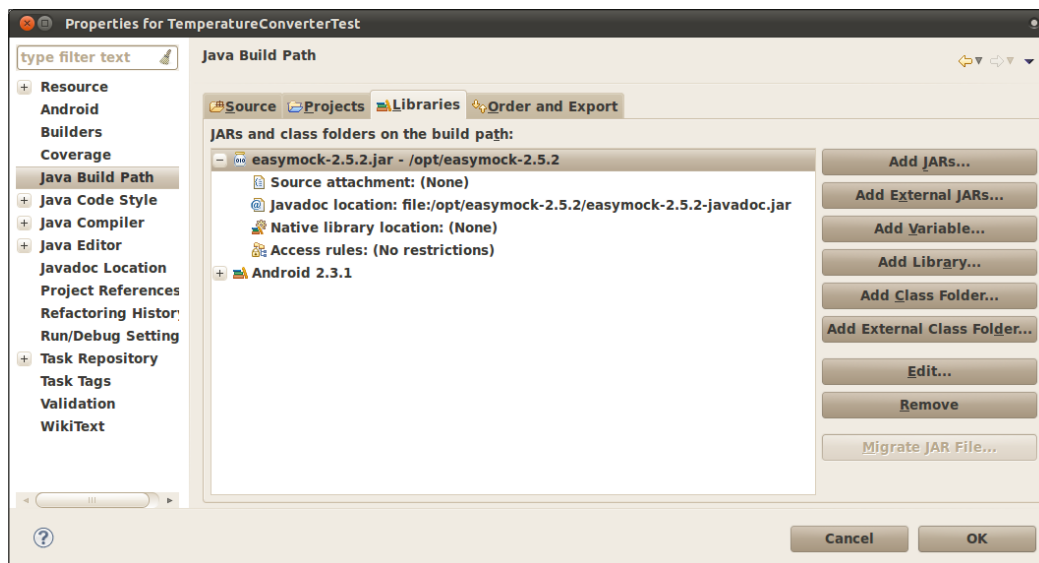 Properties for TemperatureConverterTest
type filter text
Resource
Android
Builders
Coverage
Java Build Path
Java Code Style
Java Compiler
Java Editor
Javadoc Location
Project References
Refactoring History
Run/Debug Setting
Task Repository
Task Tags
Validation
WikiText
Java Build Path
Source Projects Libraries Order and Export
JARs and class folders on the build path:
easymock-2.5.2.jar - /opt/easymock-2.5.2
Source attachment: (None)
Javadoc location: file:/opt/easymock-2.5.2/easymock-2.5.2-javadoc.jar
Native library location: (None)
Access rules: (No restrictions)
Android 2.3.1
Add JARs...
Add External JARs...
Add Variable...
Add Library...
Add Class Folder...
Add External Class Folder...
Edit...
Remove
Migrate JAR File...
Cancel
OK